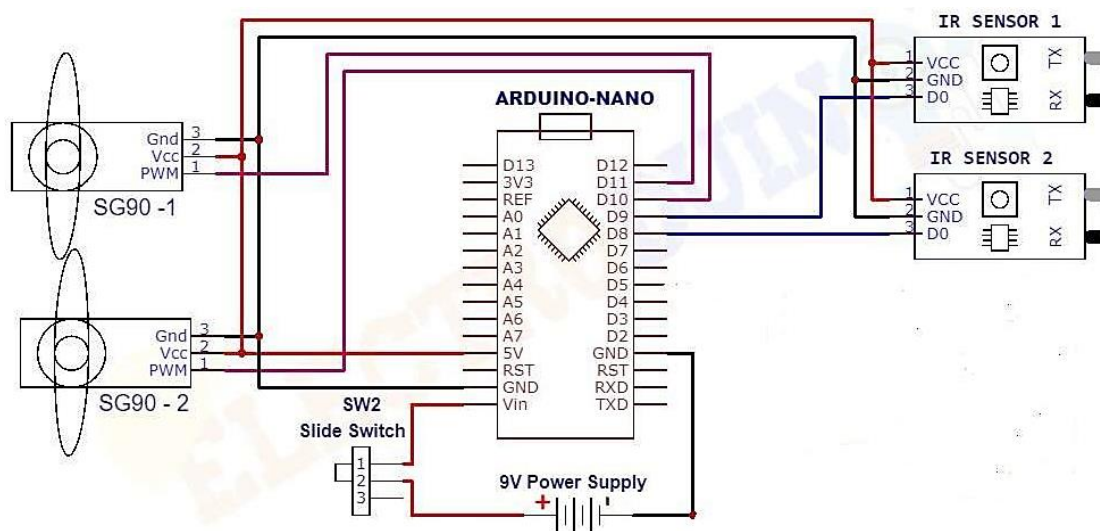 IR SENSOR 1
1 VCC
2 GND
3 D0
TX
RX
ARDUINO-NANO
Gnd 3
Vcc 2
PWM 1
SG90 -1
IR SENSOR 2
1 VCC
2 GND
3 D0
TX
RX
D13 D12
3V3 D11
REF D10
A0 D9
A1 D8
A2 D7
A3 D6
A4 D5
A5 D4
A6 D3
A7 D2
5V GND
RST RST
GND RXD
Vin TXD
Gnd 3
Vcc 2
PWM 1
SG90 - 2
SW2
Slide Switch
1
2
3
9V Power Supply
+ -